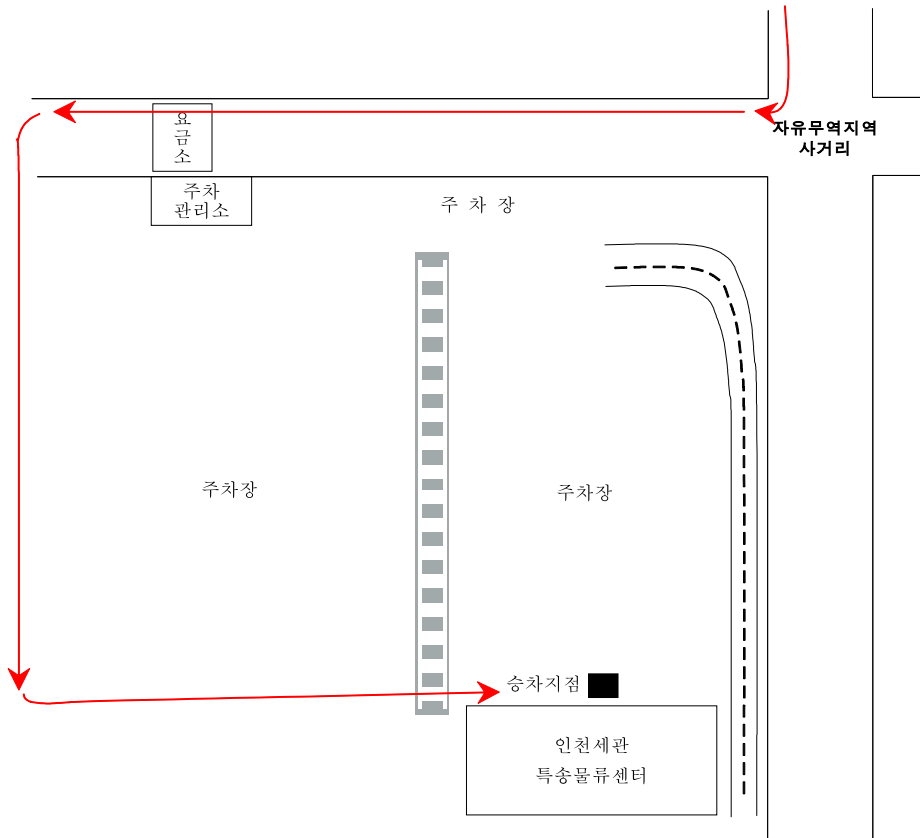 요금소
자유무역지역
사거리
주차
관리소
주 차 장
주차장
주차장
승차지점
인천세관
특송물류센터